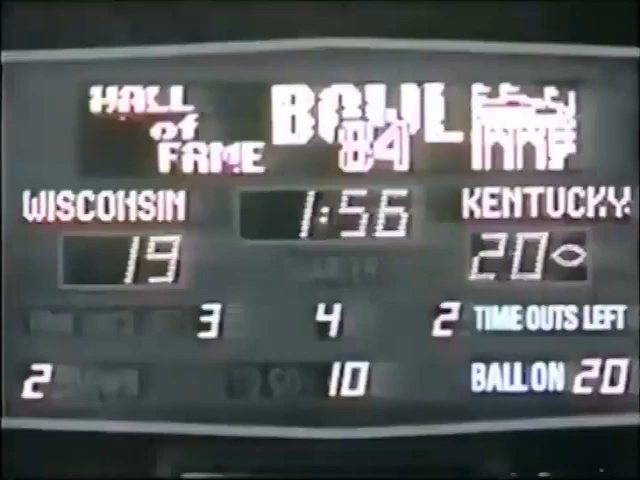 HALL
of
FAME
BOWL
84
WISCONSIN 1:56 KENTUCKY
19 20
3 4 2 TIME OUTS LEFT
2 10 BALL ON 20